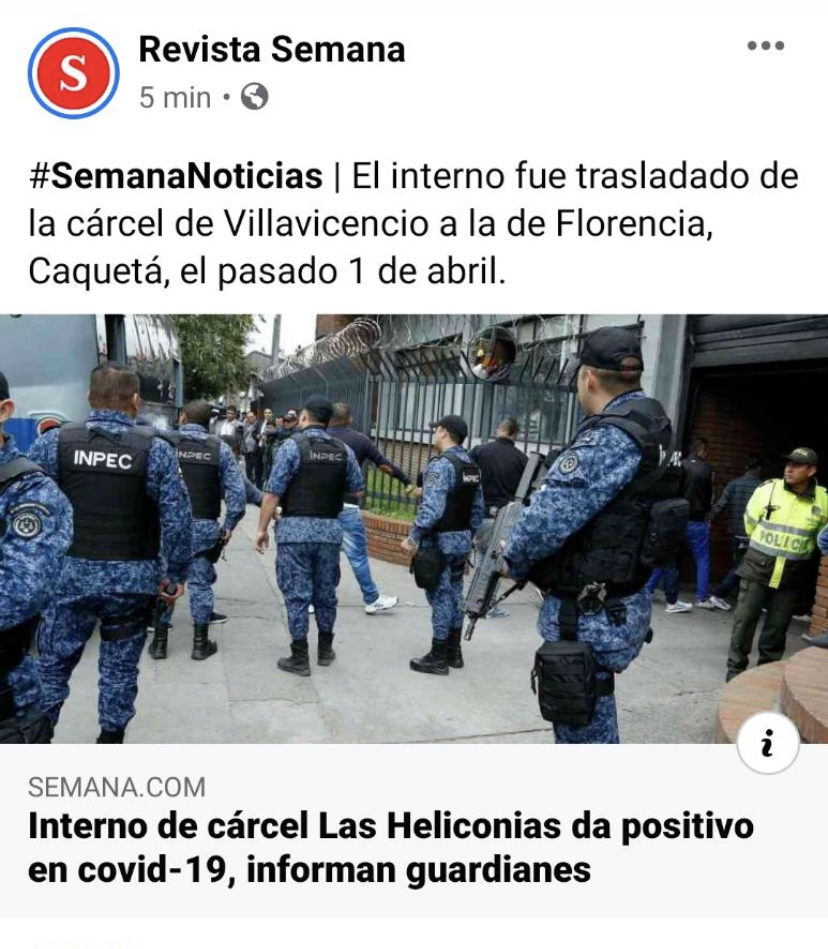 S
Revista Semana
5 min •
#SemanaNoticias | El interno fue trasladado de
la cárcel de Villavicencio a la de Florencia,
Caquetá, el pasado 1 de abril.
INPEC
INPEC
INPEC
INPEC
POLICI
i
SEMANA.COM
Interno de cárcel Las Heliconias da positivo
en covid-19, informan guardianes